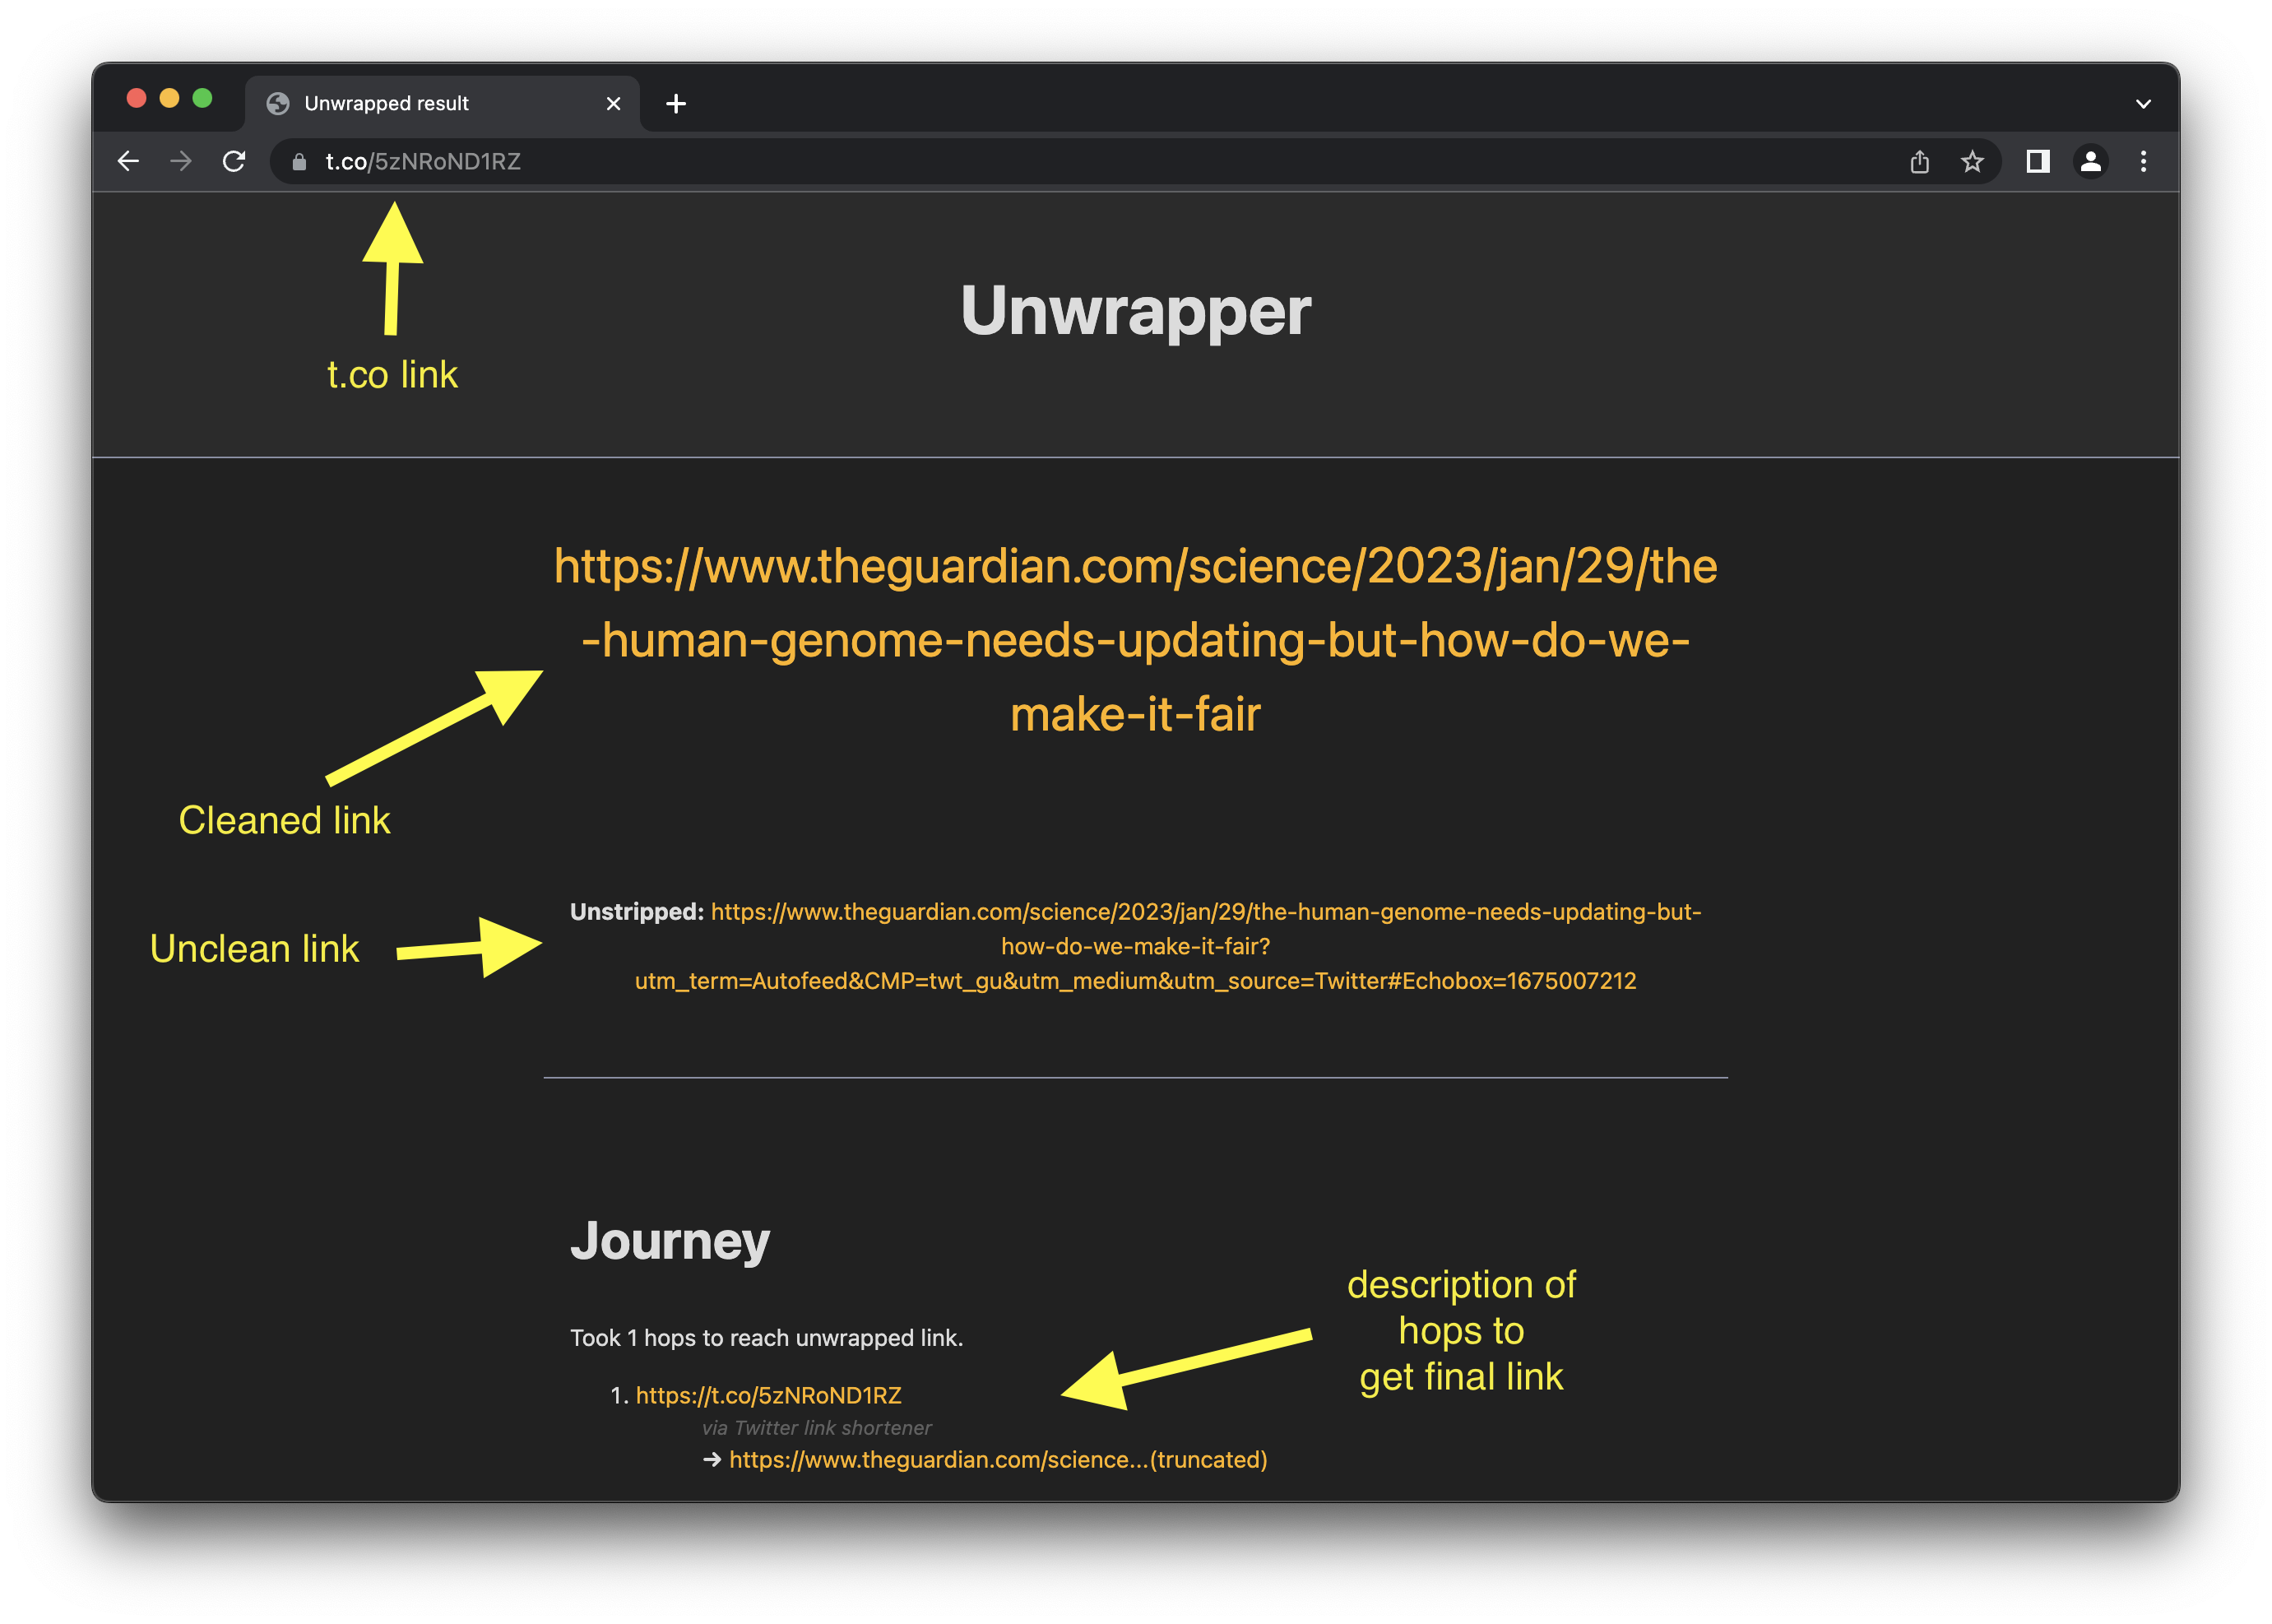 Unwrapped result
t.co/5zNRoND1RZ
Unwrapper
t.co link
https://www.theguardian.com/science/2023/jan/29/the
-human-genome-needs-updating-but-how-do-we-
make-it-fair
Cleaned link
Unstripped: https://www.theguardian.com/science/2023/jan/29/the-human-genome-needs-updating-but-
how-do-we-make-it-fair?
utm_term=Autofeed&CMP=twt_gu&utm_medium&utm_source=Twitter#Echobox=1675007212
Unclean link
Journey
description of
hops to
get final link
Took 1 hops to reach unwrapped link.
1. https://t.co/5zNRoND1RZ
via Twitter link shortener
→ https://www.theguardian.com/science...(truncated)